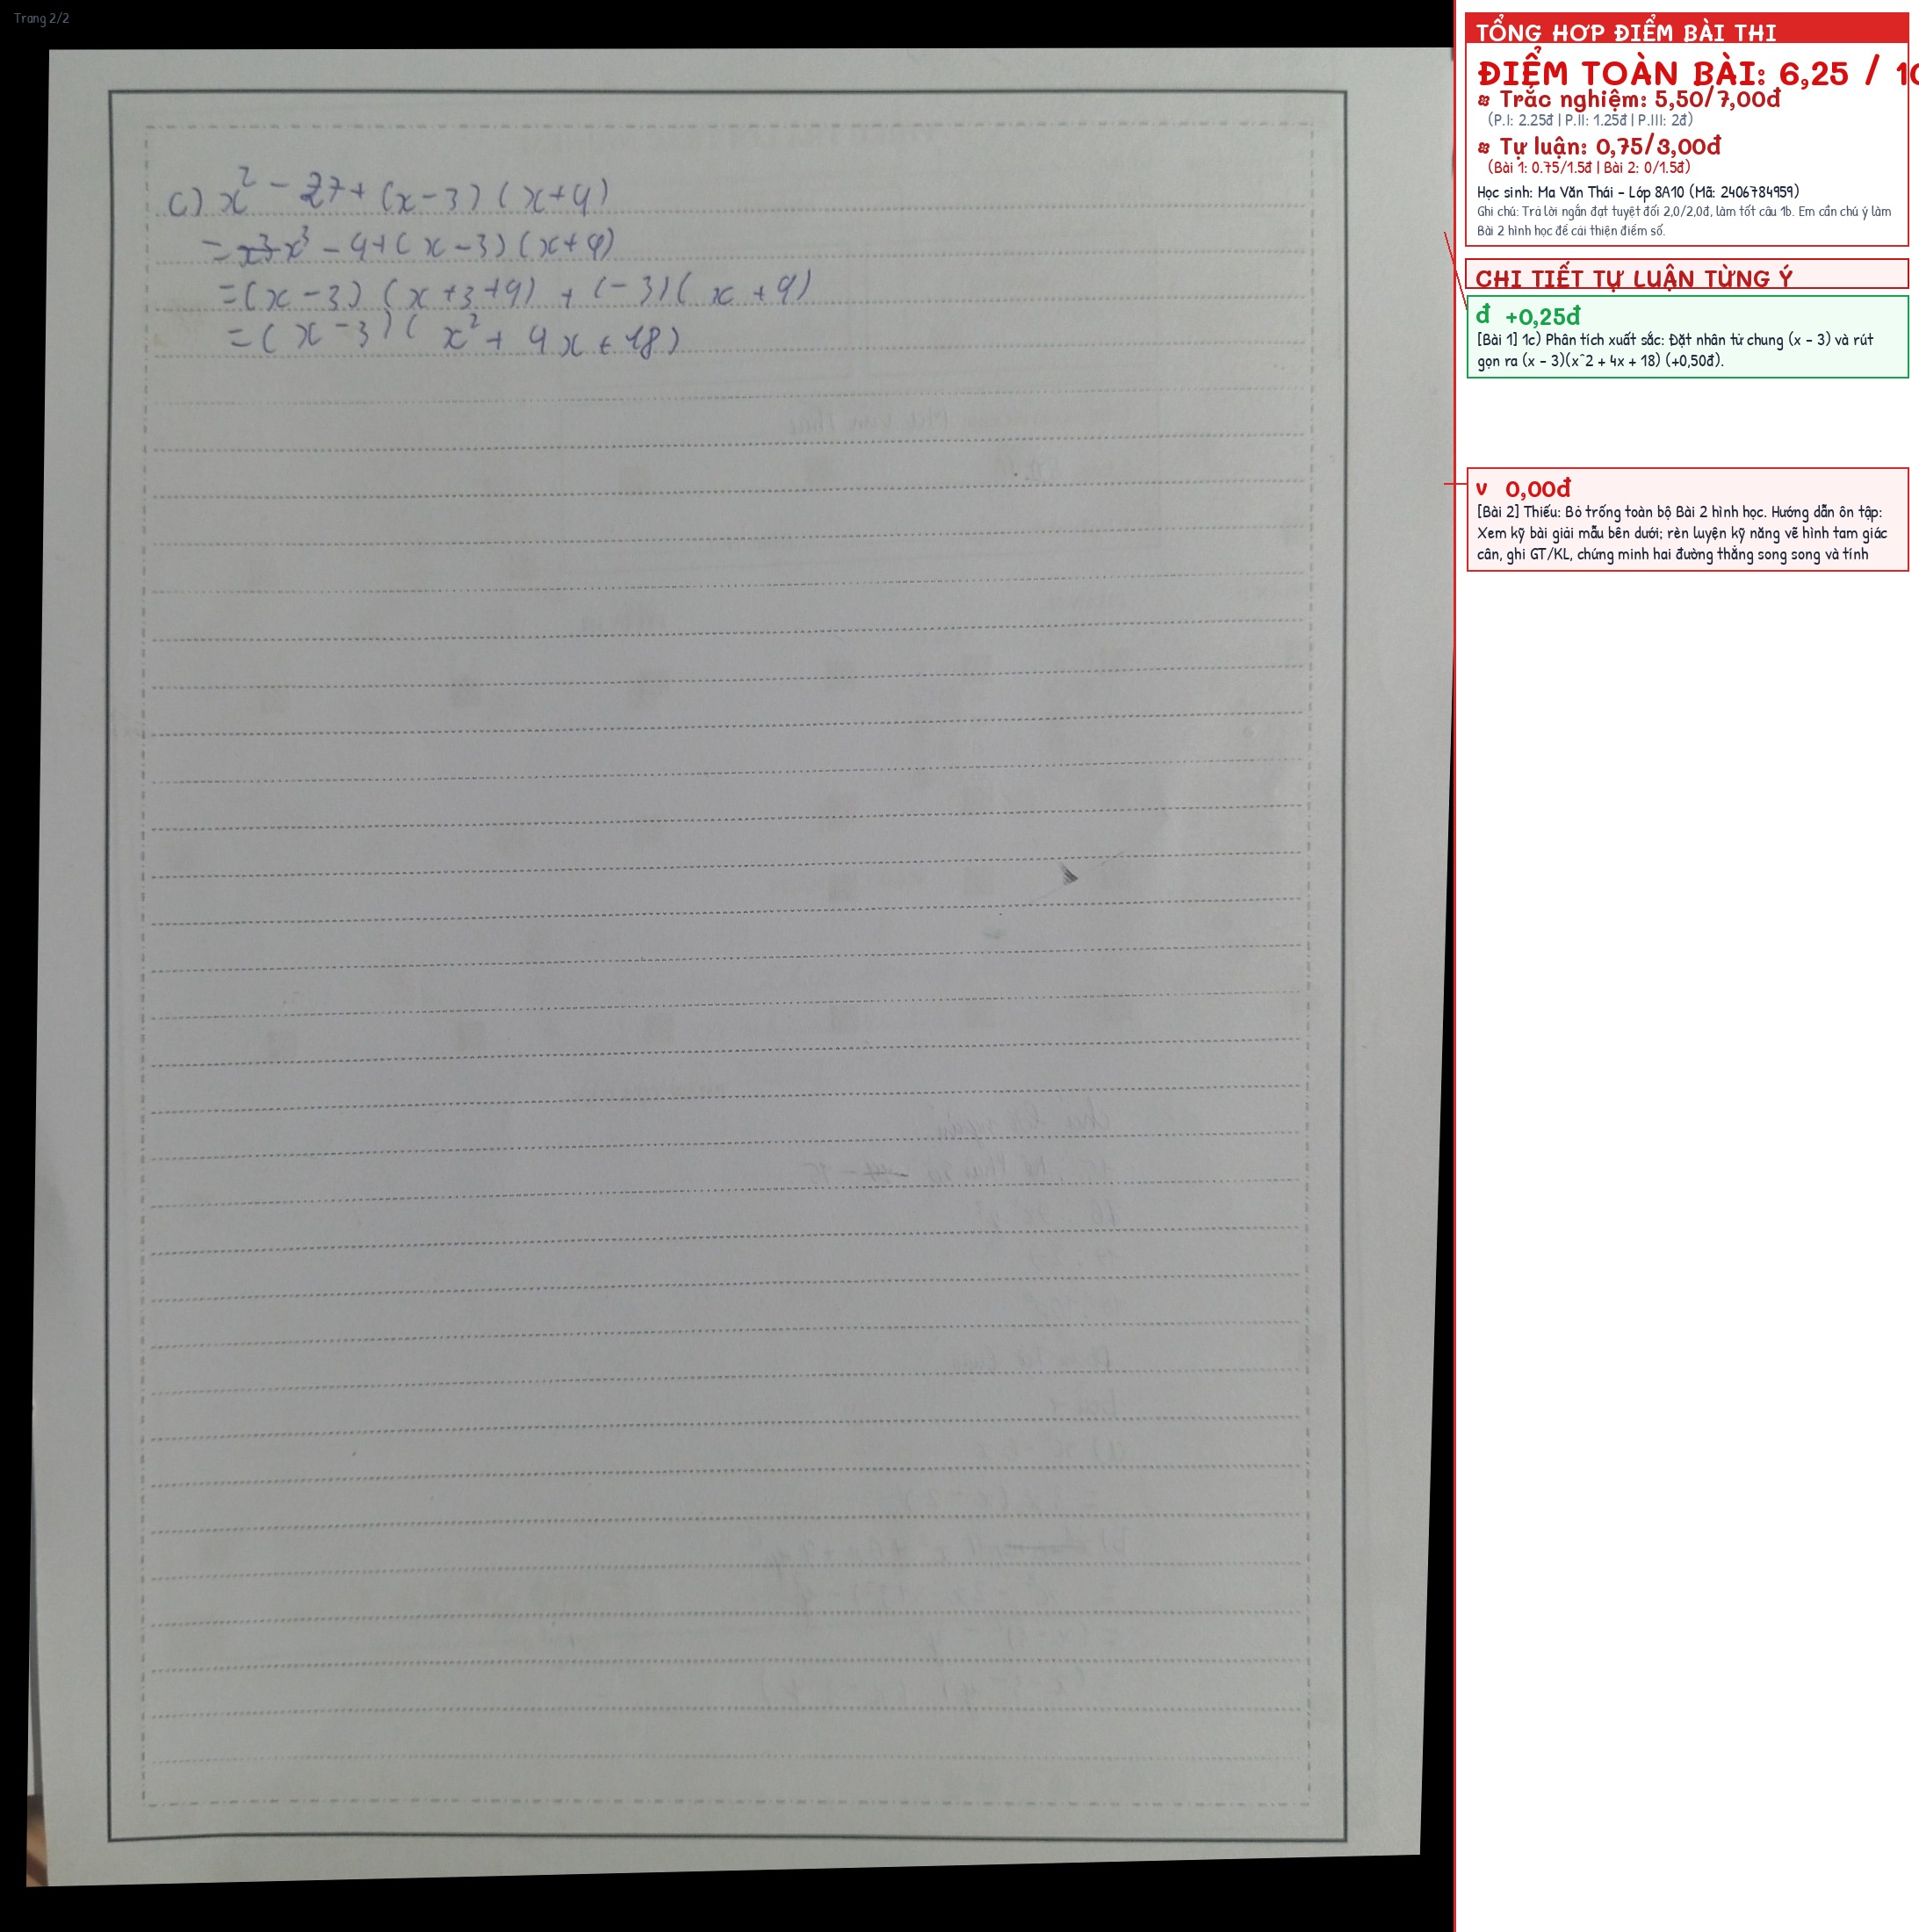 Trang 2/2
c) x² - 27 + (x-3) (x+9)
= x³ - 9 + (x-3) (x+9)
= (x-3) (x+3+9) + (-3)( x + 9)
= (x-3) ( x² + 9x + 18)
TỔNG HỢP ĐIỂM BÀI THI
ĐIỂM TOÀN BÀI: 6,25 / 10
Trắc nghiệm: 5,50/7,00đ
(P.I: 2.25đ | P.II: 1.25đ | P.III: 2đ)
Tự luận: 0,75/3,00đ
(Bài 1: 0.75/1.5đ | Bài 2: 0/1.5đ)
Học sinh: Ma Văn Thái - Lớp 8A10 (Mã: 2406784959)
Ghi chú: Trả lời ngắn đạt tuyệt đối 2,0/2,0đ, làm tốt câu 1b. Em cần chú ý làm
Bài 2 hình học để cải thiện điểm số.
CHI TIẾT TỰ LUẬN TỪNG Ý
đ +0,25đ
[Bài 1] 1c) Phân tích xuất sắc: Đặt nhân tử chung (x - 3) và rút
gọn ra (x - 3)(x^2 + 4x + 18) (+0,50đ).
v 0,00đ
[Bài 2] Thiếu: Bỏ trống toàn bộ Bài 2 hình học. Hướng dẫn ôn tập:
Xem kỹ bài giải mẫu bên dưới; rèn luyện kỹ năng vẽ hình tam giác
cân, ghi GT/KL, chứng minh hai đường thẳng song song và tính